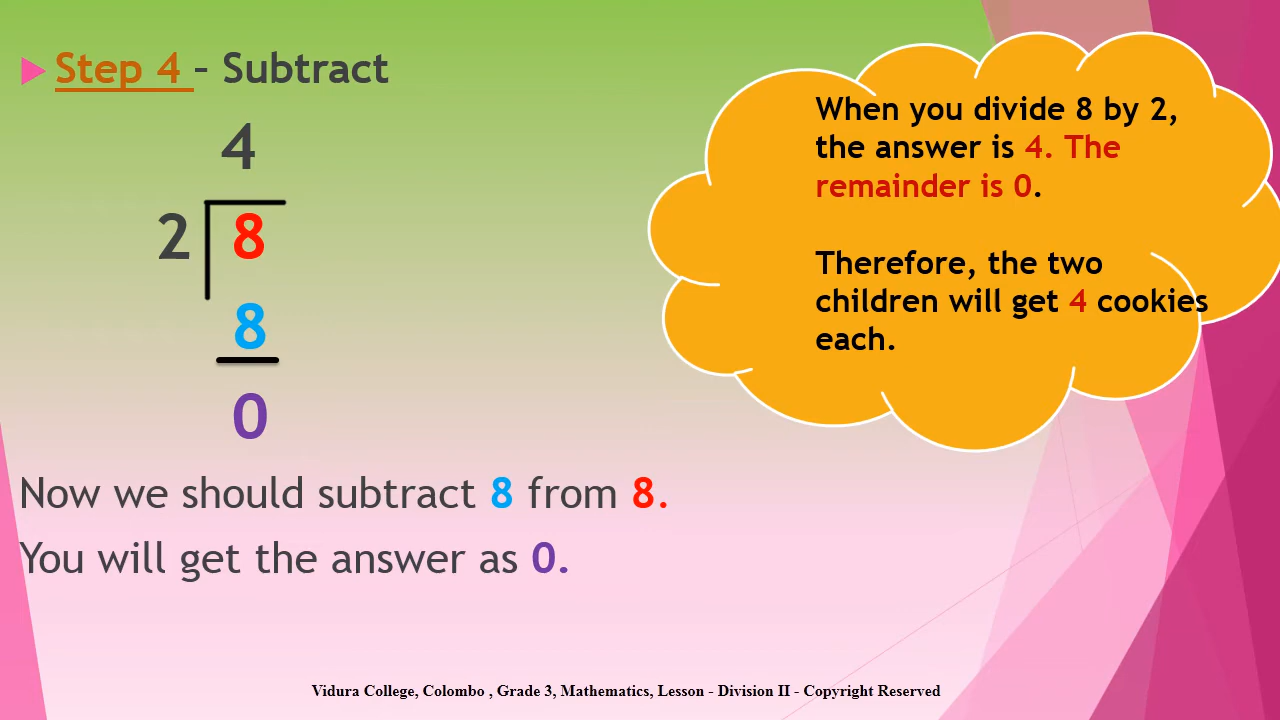 Step 4 – Subtract
4
2 8
8
0
Now we should subtract 8 from 8.
You will get the answer as 0.
When you divide 8 by 2,
the answer is 4. The
remainder is 0.
Therefore, the two
children will get 4 cookies
each.
Vidura College, Colombo , Grade 3, Mathematics, Lesson - Division II - Copyright Reserved